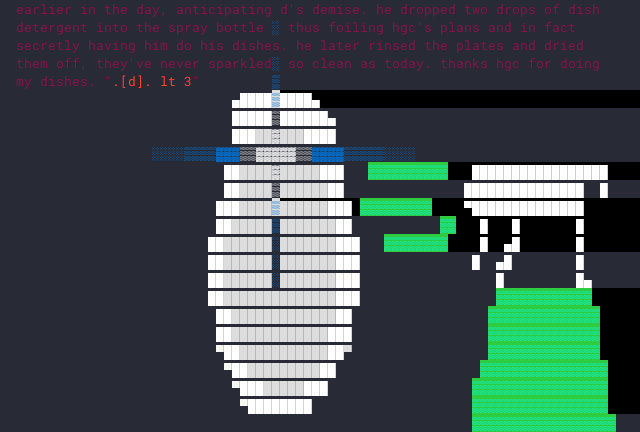 earlier in the day, anticipating d's demise. he dropped two drops of dish
detergent into the spray bottle thus foiling hgc's plans and in fact
secretly having him do his dishes. he later rinsed the plates and dried
them off, they've never sparkled so clean as today. thanks hgc for doing
my dishes. ".[d]. lt 3"